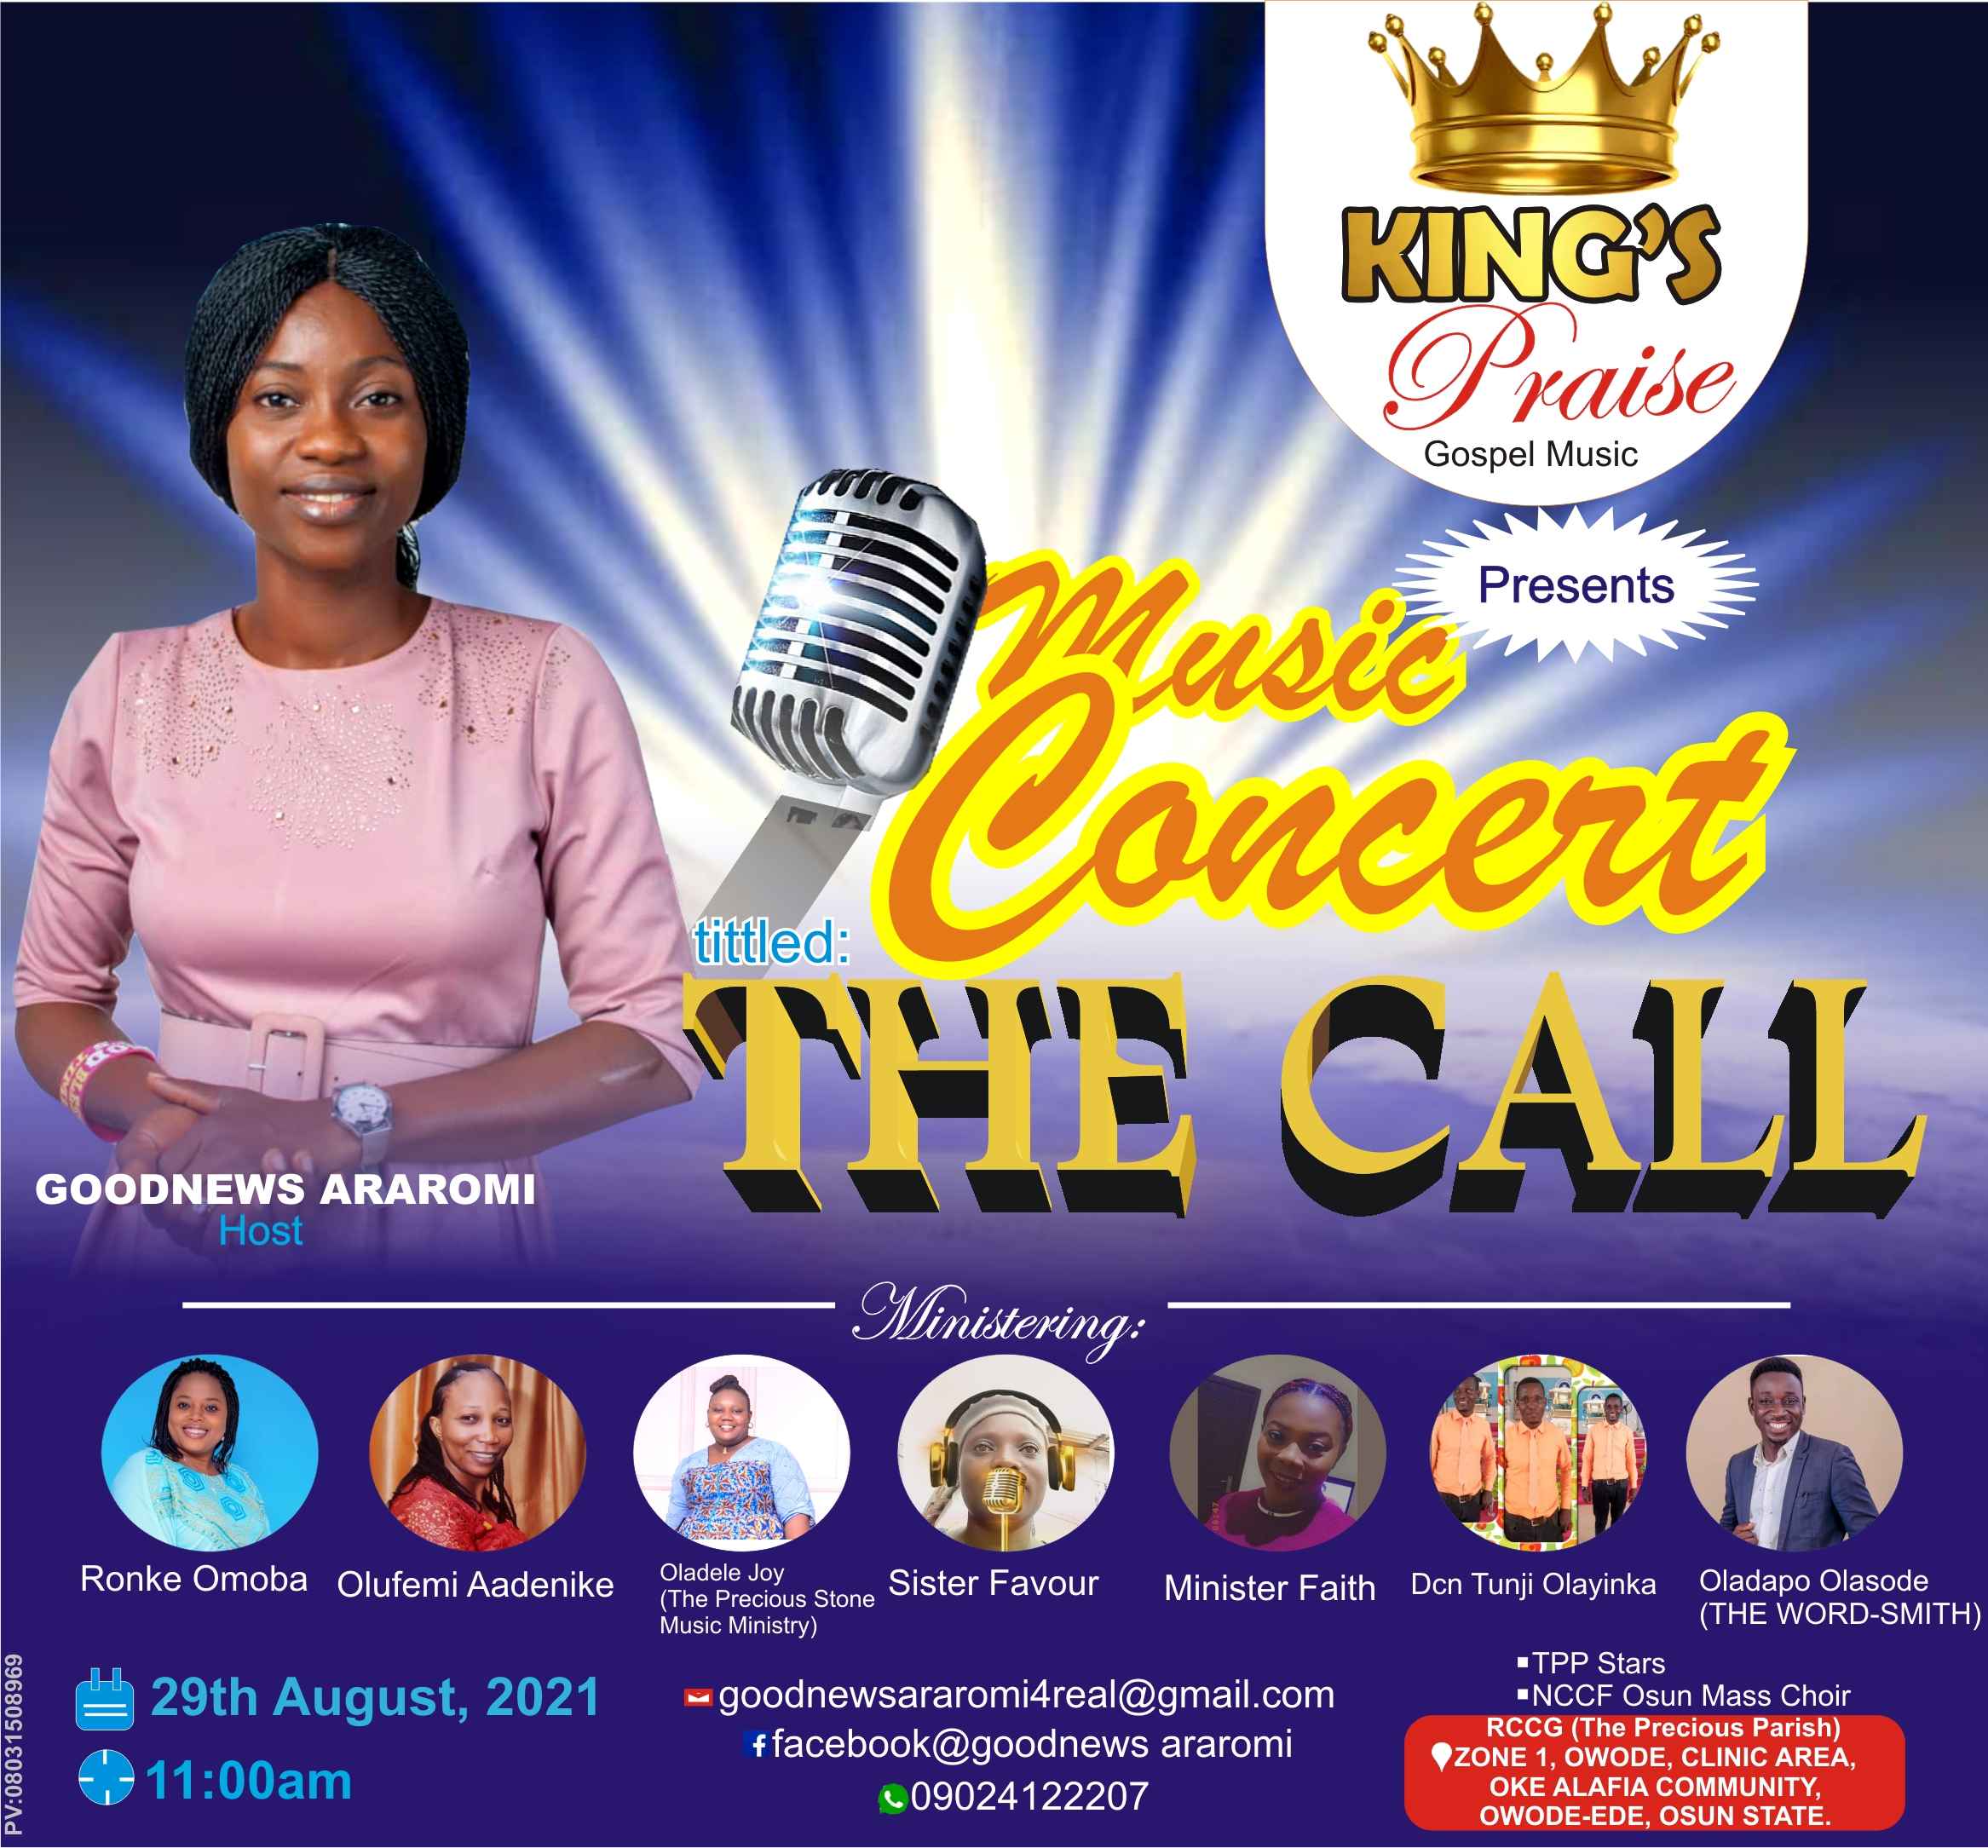 KING'S
Praise
Gospel Music
Presents
Music
Concert
tittled:
THE CALL
GOODNEWS ARAROMI
Host
Ministering:
Ronke Omoba
Olufemi Aadenike
Oladele Joy
(The Precious Stone
Music Ministry)
Sister Favour
Minister Faith
Dcn Tunji Olayinka
Oladapo Olasode
(THE WORD-SMITH)
TPP Stars
NCCF Osun Mass Choir
29th August, 2021
11:00am
goodnewsararomi4real@gmail.com
facebook@goodnews araromi
09024122207
RCCG (The Precious Parish)
ZONE 1, OWODE, CLINIC AREA,
OKE ALAFIA COMMUNITY,
OWODE-EDE, OSUN STATE.
PV:08031508969